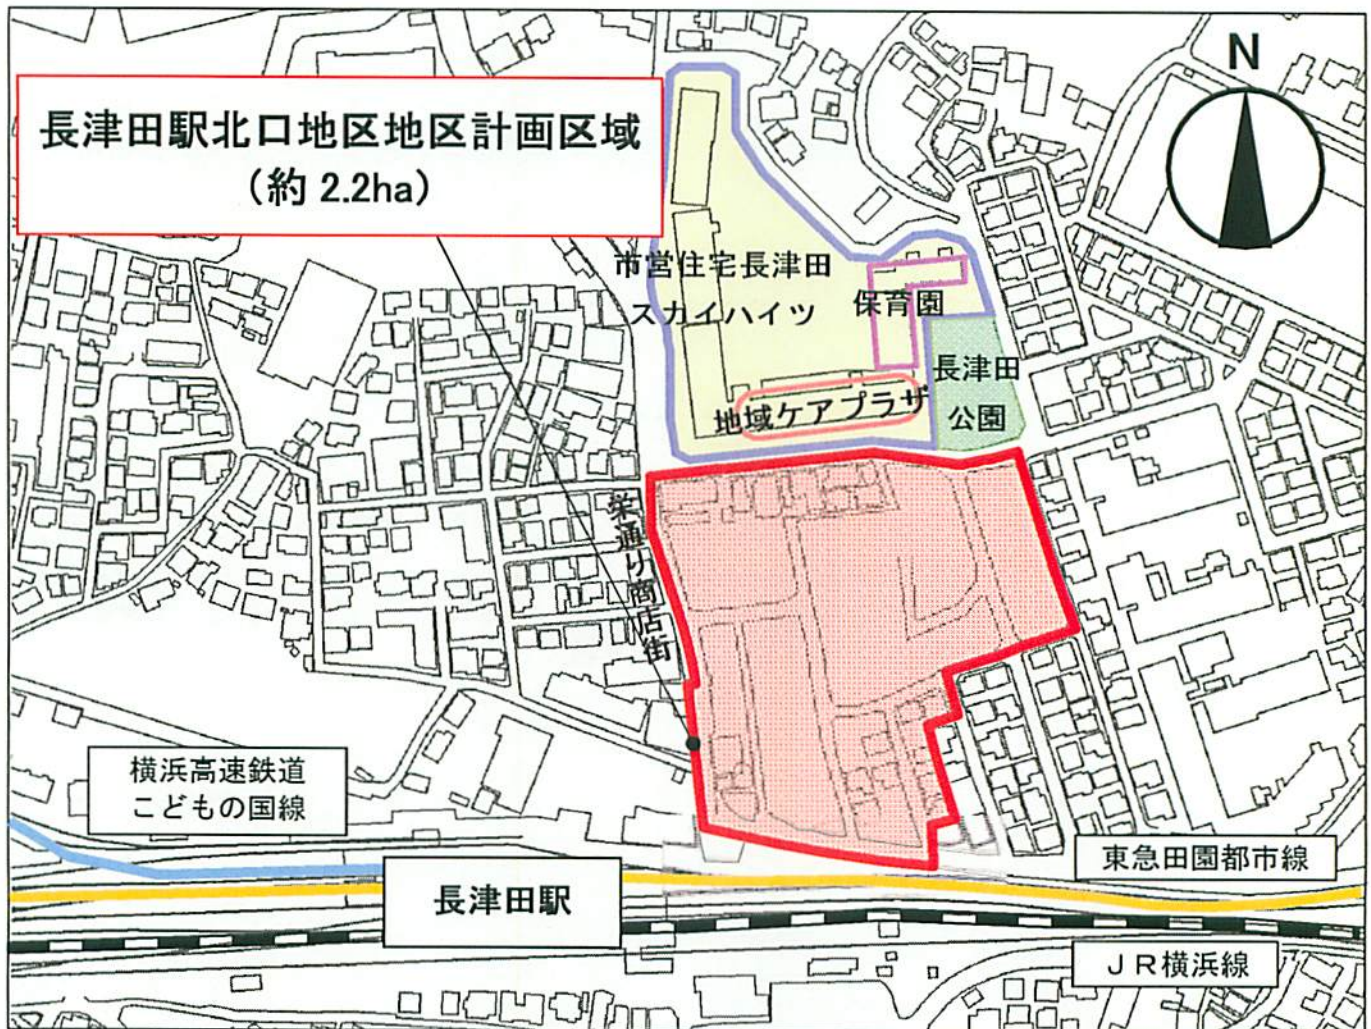 N
長津田駅北口地区地区計画区域
（約 2.2ha）
市営住宅長津田
スカイハイツ
保育園
長津田
公園
地域ケアプラザ
栄通り商店街
横浜高速鉄道
こどもの国線
東急田園都市線
長津田駅
ＪＲ横浜線